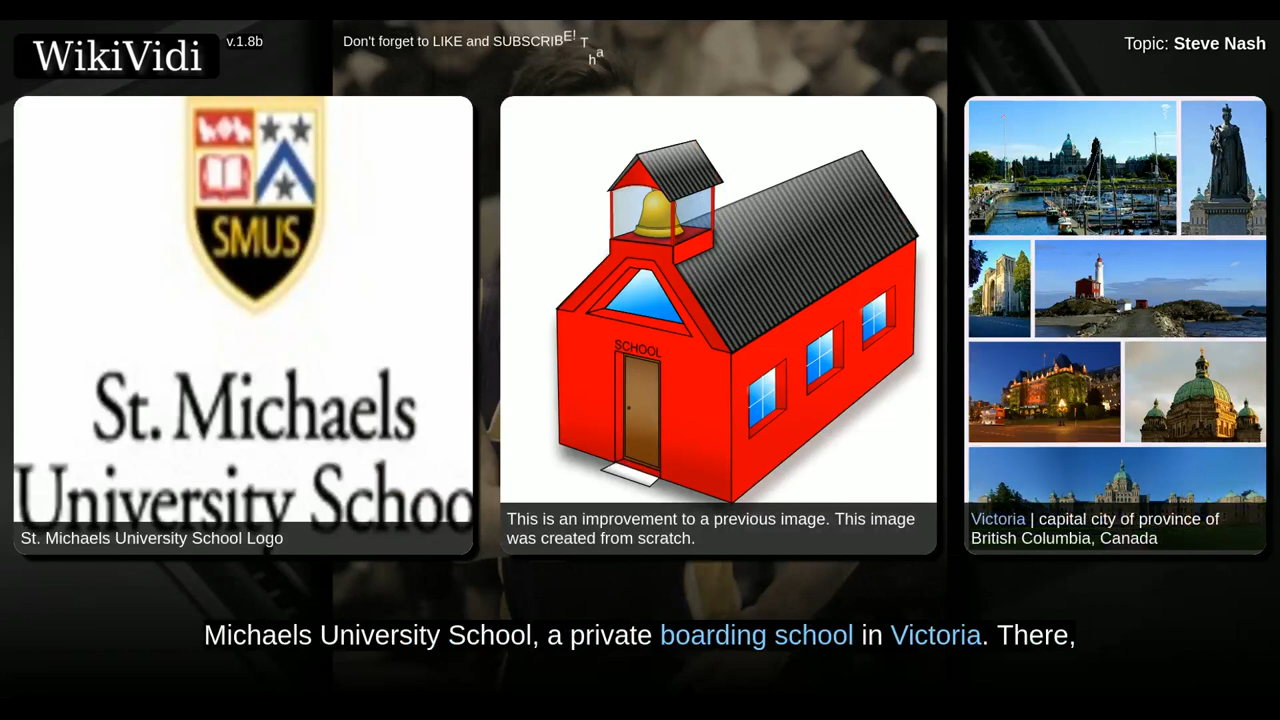 WikiVidi
v.1.8b
Don't forget to LIKE and SUBSCRIBE! Tha
Topic: Steve Nash
SMUS
St. Michaels
University Schoo
St. Michaels University School Logo
SCHOOL
This is an improvement to a previous image. This image
was created from scratch.
Victoria | capital city of province of
British Columbia, Canada
Michaels University School, a private boarding school in Victoria. There,